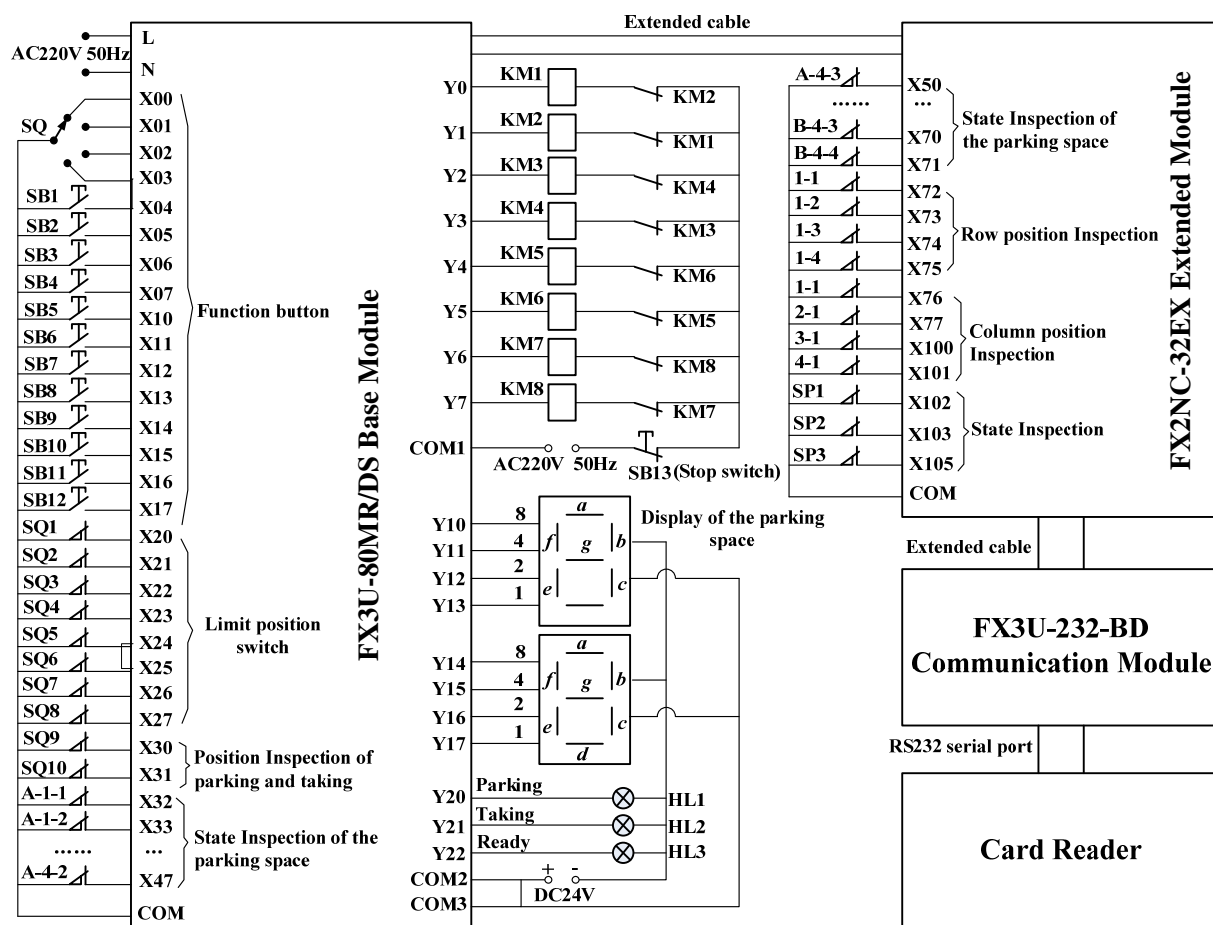 Extended cable
L
AC220V 50Hz
N
SQ
X00
X01
X02
X03
SB1
X04
SB2
X05
SB3
X06
SB4
X07
SB5
X10
SB6
X11
SB7
X12
SB8
X13
SB9
X14
SB10
X15
SB11
X16
SB12
X17
Function button
SQ1
X20
SQ2
X21
SQ3
X22
SQ4
X23
SQ5
X24
SQ6
X25
SQ7
X26
SQ8
X27
Limit position
switch
SQ9
X30
SQ10
X31
Position Inspection of
parking and taking
A-1-1
X32
A-1-2
X33
......
...
A-4-2
X47
State Inspection of the
parking space
COM
FX3U-80MR/DS Base Module
Y0
KM1
KM2
Y1
KM2
KM1
Y2
KM3
KM4
Y3
KM4
KM3
Y4
KM5
KM6
Y5
KM6
KM5
Y6
KM7
KM8
Y7
KM8
KM7
COM1
AC220V 50Hz
SB13(Stop switch)
Y10
8
Y11
4
Y12
2
Y13
1
a
f
g
b
e
c
Display of the parking
space
Y14
8
Y15
4
Y16
2
Y17
1
a
f
g
b
e
c
d
Y20
Parking
HL1
Y21
Taking
HL2
Y22
Ready
HL3
COM2
+ -
DC24V
COM3
A-4-3
X50
......
...
B-4-3
X70
B-4-4
X71
State Inspection of
the parking space
1-1
X72
1-2
X73
1-3
X74
1-4
X75
Row position Inspection
1-1
X76
2-1
X77
3-1
X100
4-1
X101
Column position
Inspection
SP1
X102
SP2
X103
SP3
X105
State Inspection
COM
FX2NC-32EX Extended Module
Extended cable
FX3U-232-BD
Communication Module
RS232 serial port
Card Reader